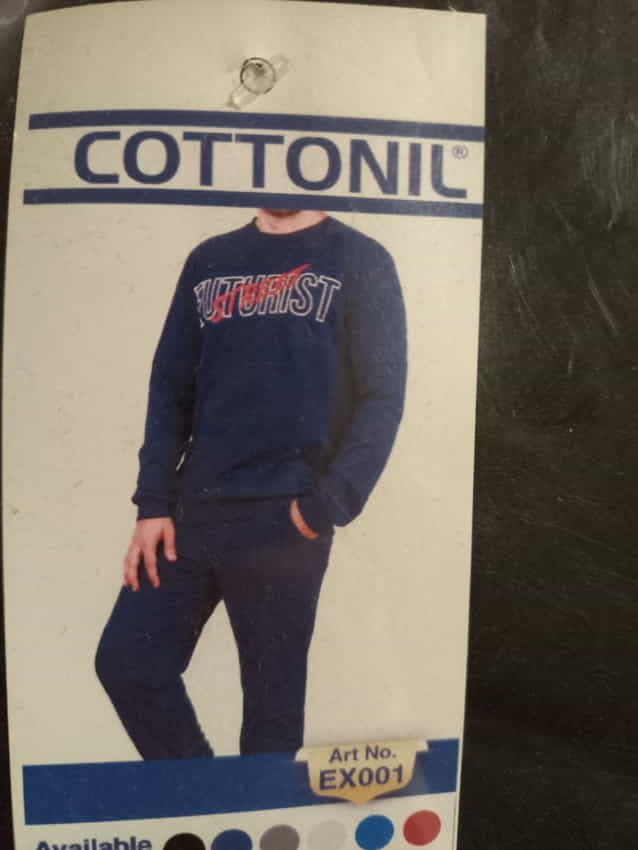 COTTONIL®
STREET
FUTURIST
Art No.
EX001
Available